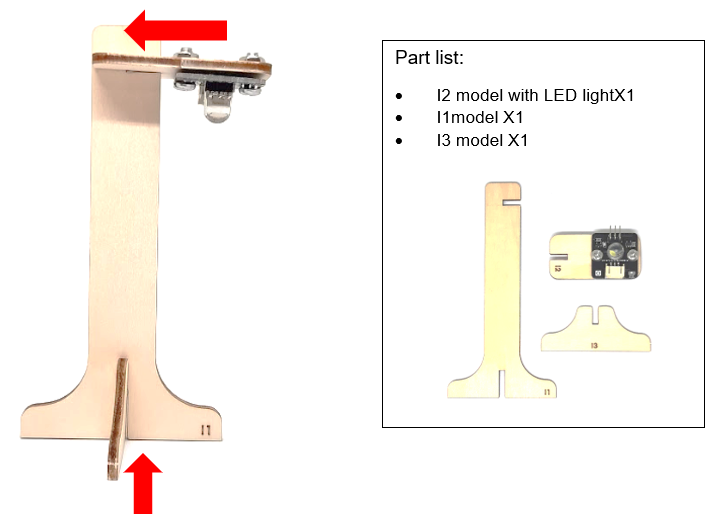 Part list:
• I2 model with LED lightX1
• I1model X1
• I3 model X1
I2
I3
I1
I1